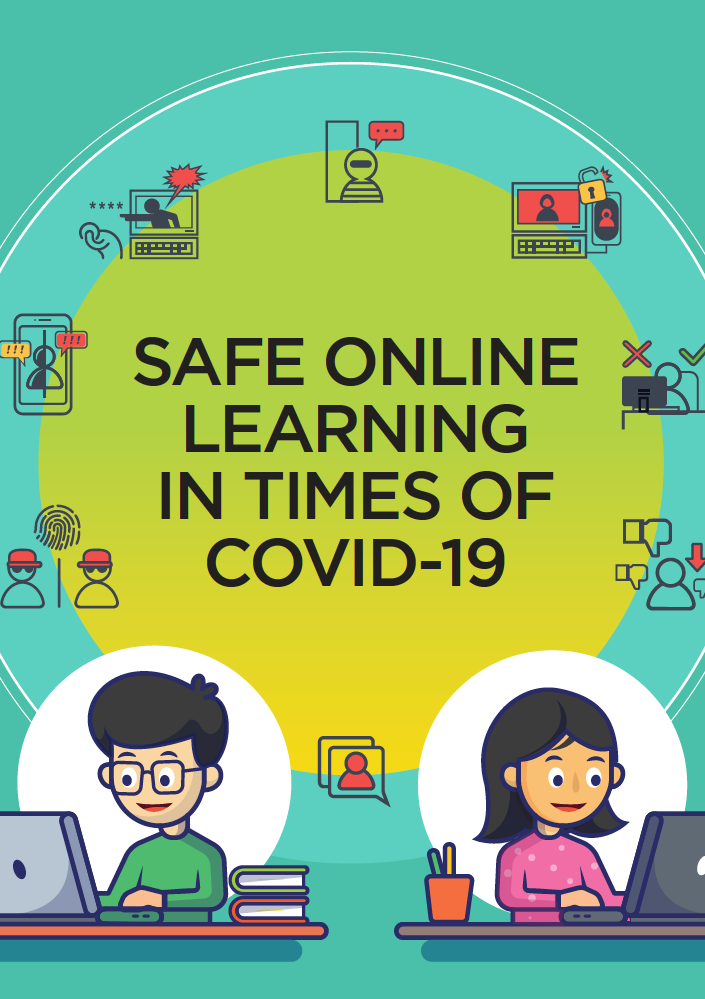 ****
!!!
!!!
SAFE ONLINE
LEARNING
IN TIMES OF
COVID-19